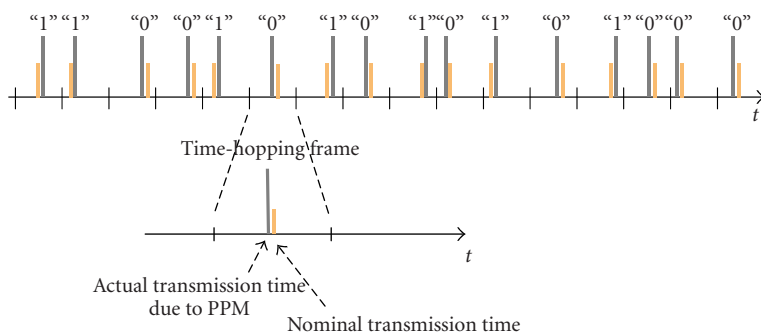 “1” “1” “0” “0” “1” “0” “1” “0” “1” “0” “1” “0” “1” “0” “0” “0”
t
Time-hopping frame
t
Actual transmission time
due to PPM
Nominal transmission time